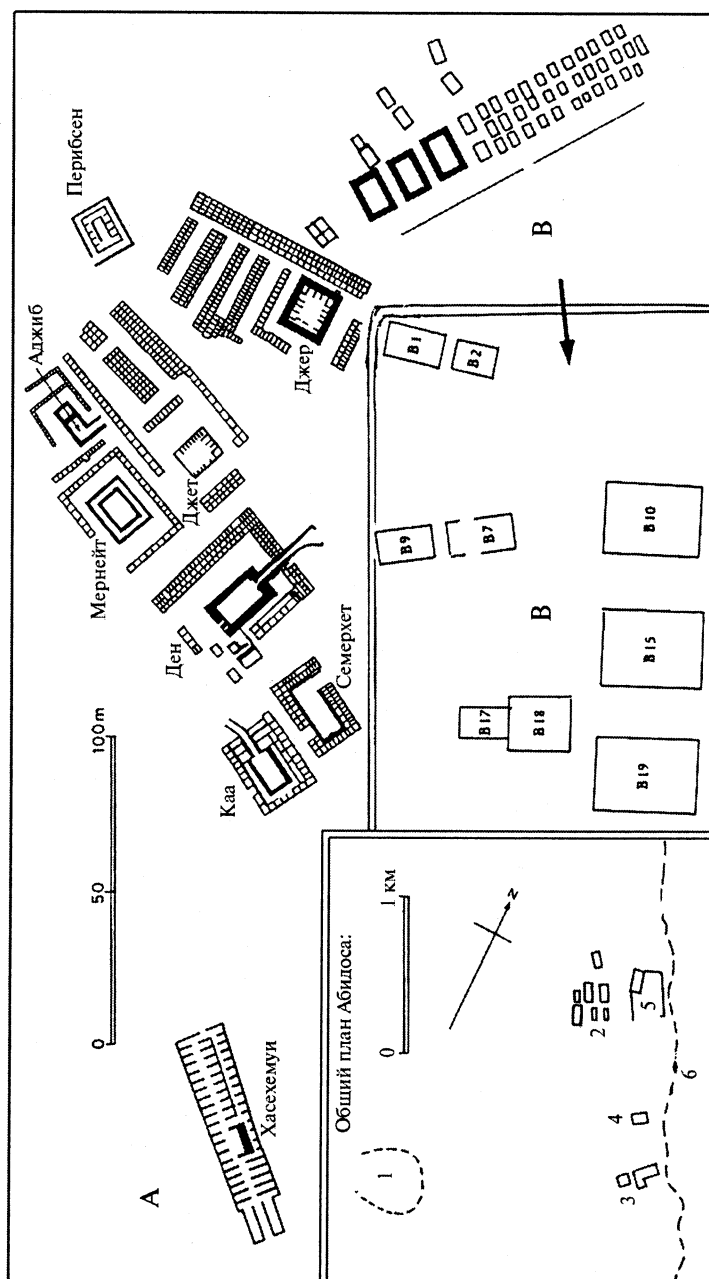 A
Хасехемуи
Каа
Семерхет
Ден
Мернейт
Джет
Аджиб
Джер
Перибсен
B
0
50
100 m
B1
B2
B9
B7
B10
B
B15
B17
B18
B19
Общий план Абидоса:
0
1 км
N
1
2
3
4
5
6